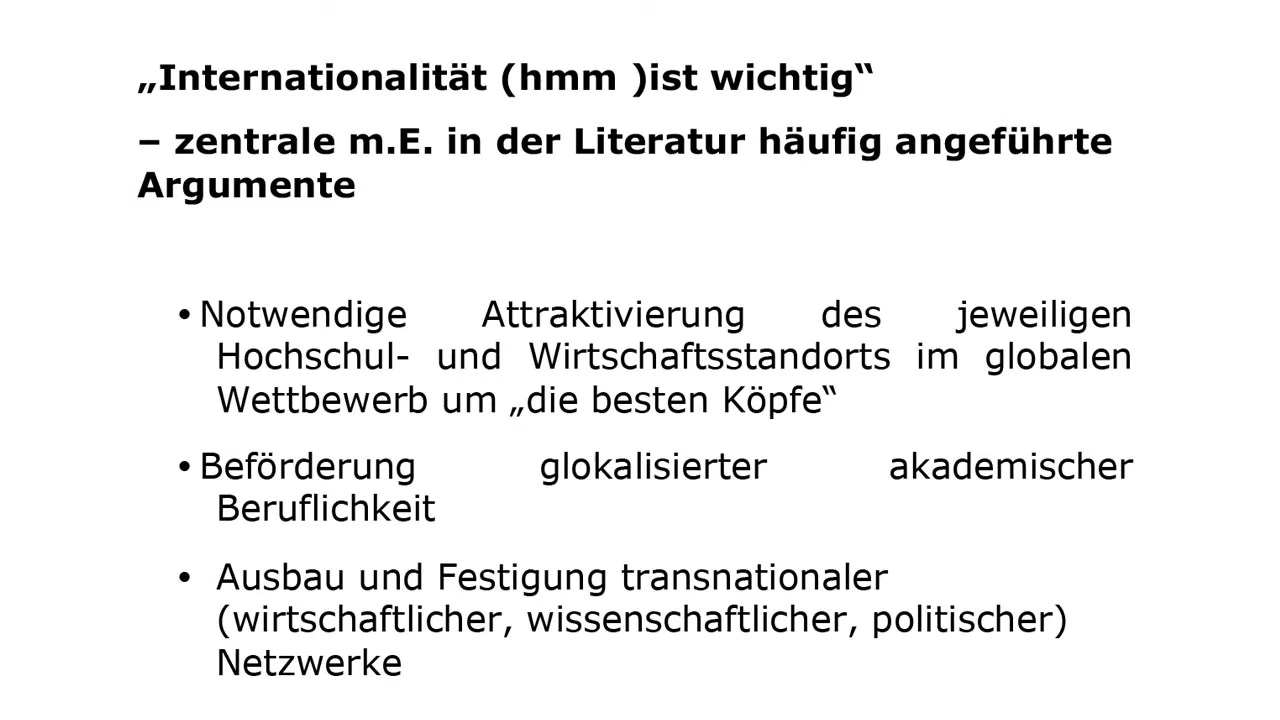 „Internationalität (hmm )ist wichtig“
– zentrale m.E. in der Literatur häufig angeführte
Argumente
• Notwendige Attraktivierung des jeweiligen
Hochschul- und Wirtschaftsstandorts im globalen
Wettbewerb um „die besten Köpfe“
• Beförderung glokalisierter akademischer
Beruflichkeit
• Ausbau und Festigung transnationaler
(wirtschaftlicher, wissenschaftlicher, politischer)
Netzwerke